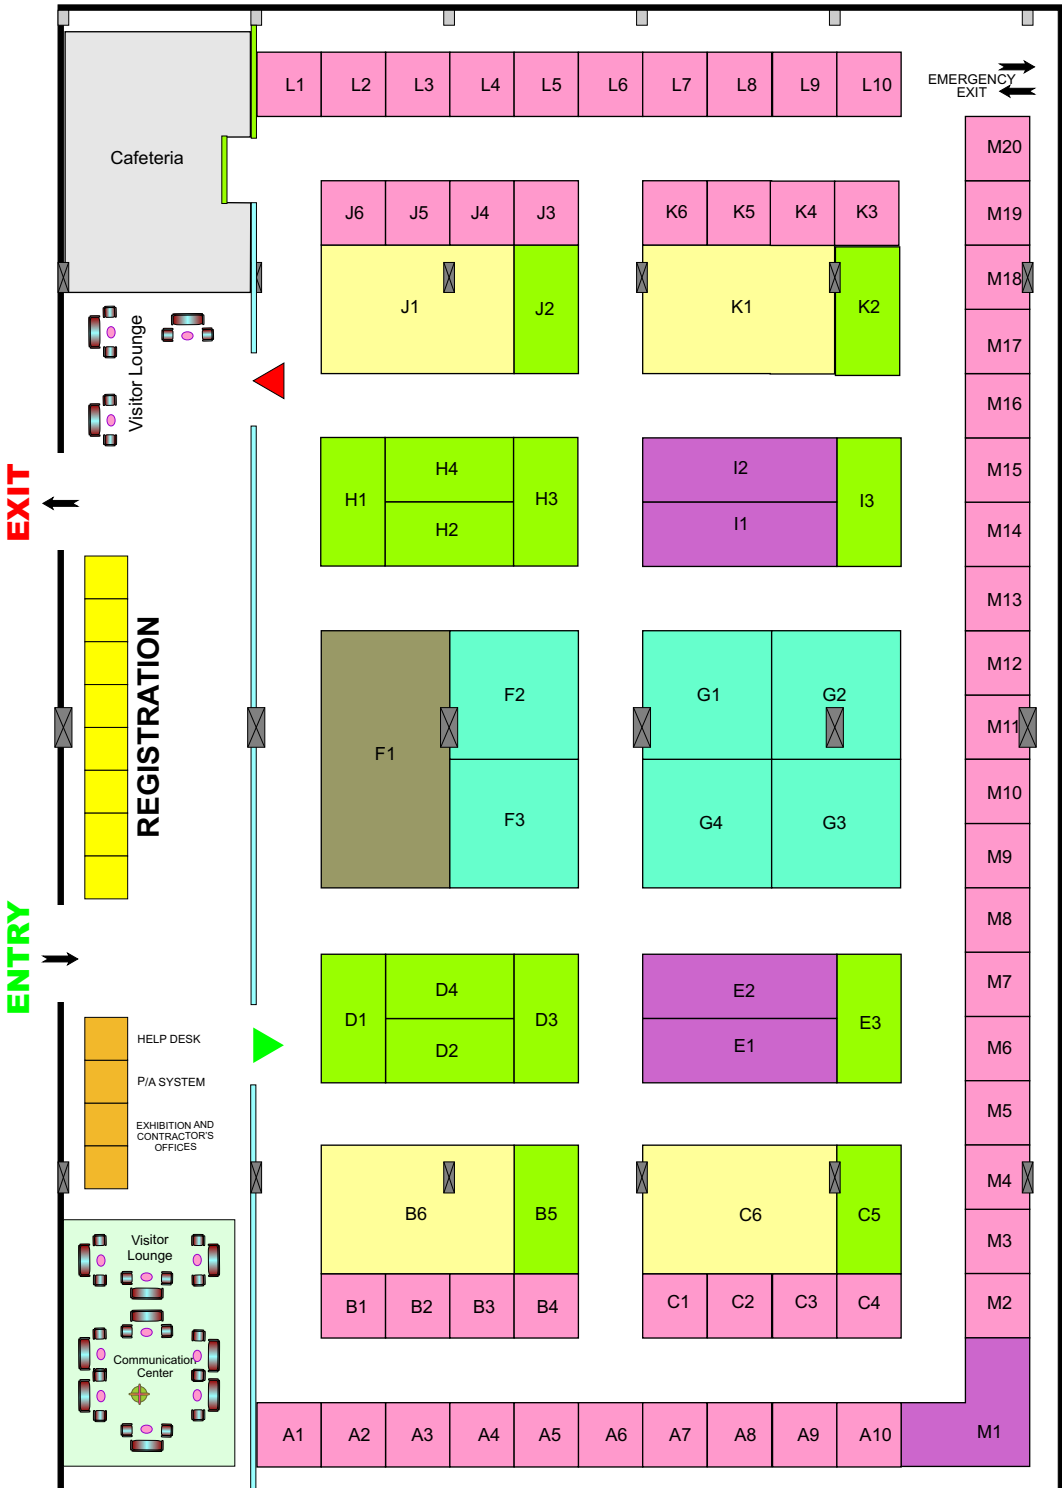 L1 L2 L3 L4 L5 L6 L7 L8 L9 L10
EMERGENCY
EXIT
Cafeteria
M20
J6 J5 J4 J3 K6 K5 K4 K3 M19
M18
J1 J2 K1 K2
Visitor Lounge
M17
M16
EXIT
H1 H4 H3 I2 I3 M15
H2 I1 M14
M13
REGISTRATION
M12
F2 G1 G2
M11
F1
M10
F3 G4 G3
M9
M8
ENTRY
D4 E2 M7
D1 D3 E3
HELP DESK
D2 E1 M6
P/A SYSTEM
M5
EXHIBITION AND
CONTRACTOR'S
OFFICES
M4
B6 B5 C6 C5
Visitor
Lounge
M3
B1 B2 B3 B4 C1 C2 C3 C4 M2
Communication
Center
A1 A2 A3 A4 A5 A6 A7 A8 A9 A10 M1